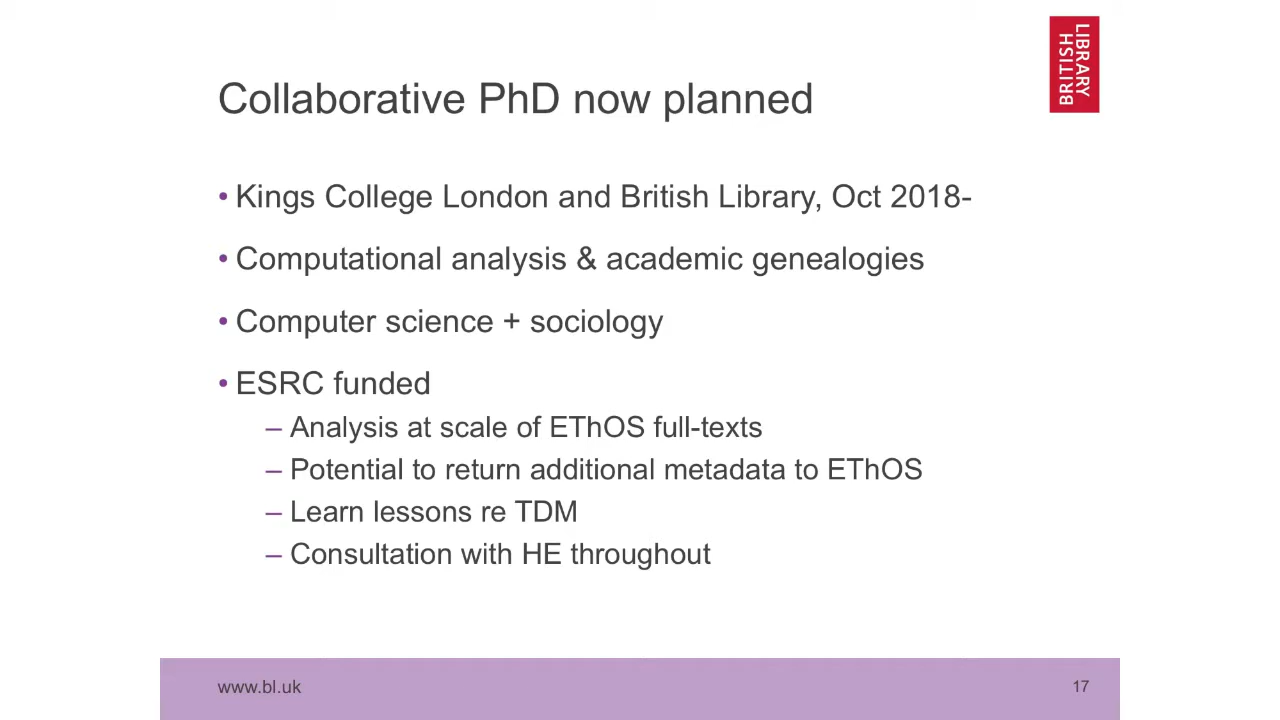 BRITISH
LIBRARY
Collaborative PhD now planned
• Kings College London and British Library, Oct 2018-
• Computational analysis & academic genealogies
• Computer science + sociology
• ESRC funded
– Analysis at scale of EThOS full-texts
– Potential to return additional metadata to EThOS
– Learn lessons re TDM
– Consultation with HE throughout
www.bl.uk
17